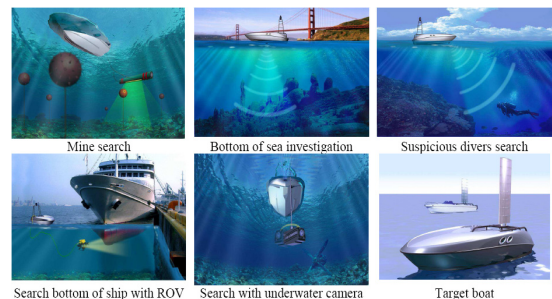 Mine search
Bottom of sea investigation
Suspicious divers search
Search bottom of ship with ROV
Search with underwater camera
Target boat